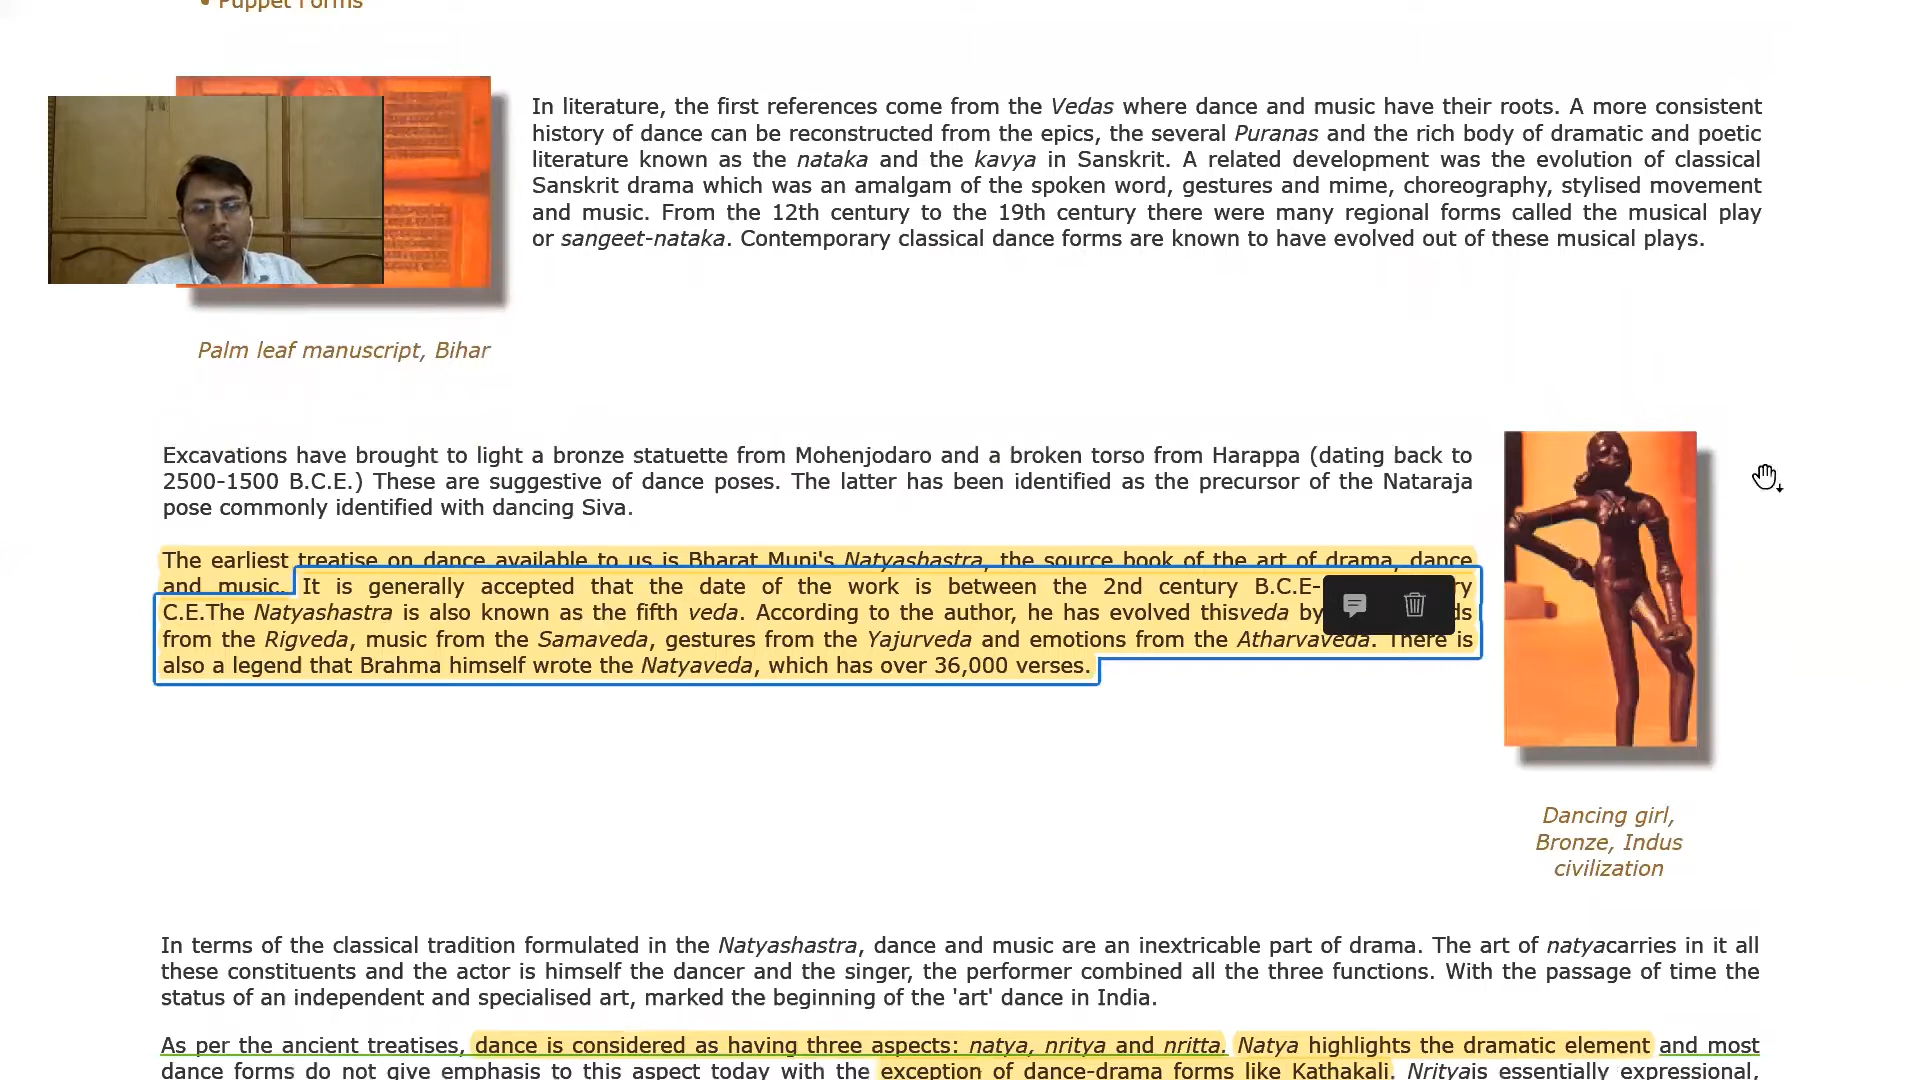 • Puppet Forms
In literature, the first references come from the Vedas where dance and music have their roots. A more consistent
history of dance can be reconstructed from the epics, the several Puranas and the rich body of dramatic and poetic
literature known as the nataka and the kavya in Sanskrit. A related development was the evolution of classical
Sanskrit drama which was an amalgam of the spoken word, gestures and mime, choreography, stylised movement
and music. From the 12th century to the 19th century there were many regional forms called the musical play
or sangeet-nataka. Contemporary classical dance forms are known to have evolved out of these musical plays.
Palm leaf manuscript, Bihar
Excavations have brought to light a bronze statuette from Mohenjodaro and a broken torso from Harappa (dating back to
2500-1500 B.C.E.) These are suggestive of dance poses. The latter has been identified as the precursor of the Nataraja
pose commonly identified with dancing Siva.
The earliest treatise on dance available to us is Bharat Muni's Natyashastra, the source book of the art of drama, dance
and music. It is generally accepted that the date of the work is between the 2nd century B.C.E-
C.E.The Natyashastra is also known as the fifth veda. According to the author, he has evolved thisveda by
from the Rigveda, music from the Samaveda, gestures from the Yajurveda and emotions from the Atharvaveda. There is
also a legend that Brahma himself wrote the Natyaveda, which has over 36,000 verses.
Dancing girl,
Bronze, Indus
civilization
In terms of the classical tradition formulated in the Natyashastra, dance and music are an inextricable part of drama. The art of natyacarries in it all
these constituents and the actor is himself the dancer and the singer, the performer combined all the three functions. With the passage of time the
status of an independent and specialised art, marked the beginning of the 'art' dance in India.
As per the ancient treatises, dance is considered as having three aspects: natya, nritya and nritta. Natya highlights the dramatic element and most
dance forms do not give emphasis to this aspect today with the exception of dance-drama forms like Kathakali. Nrityais essentially expressional,